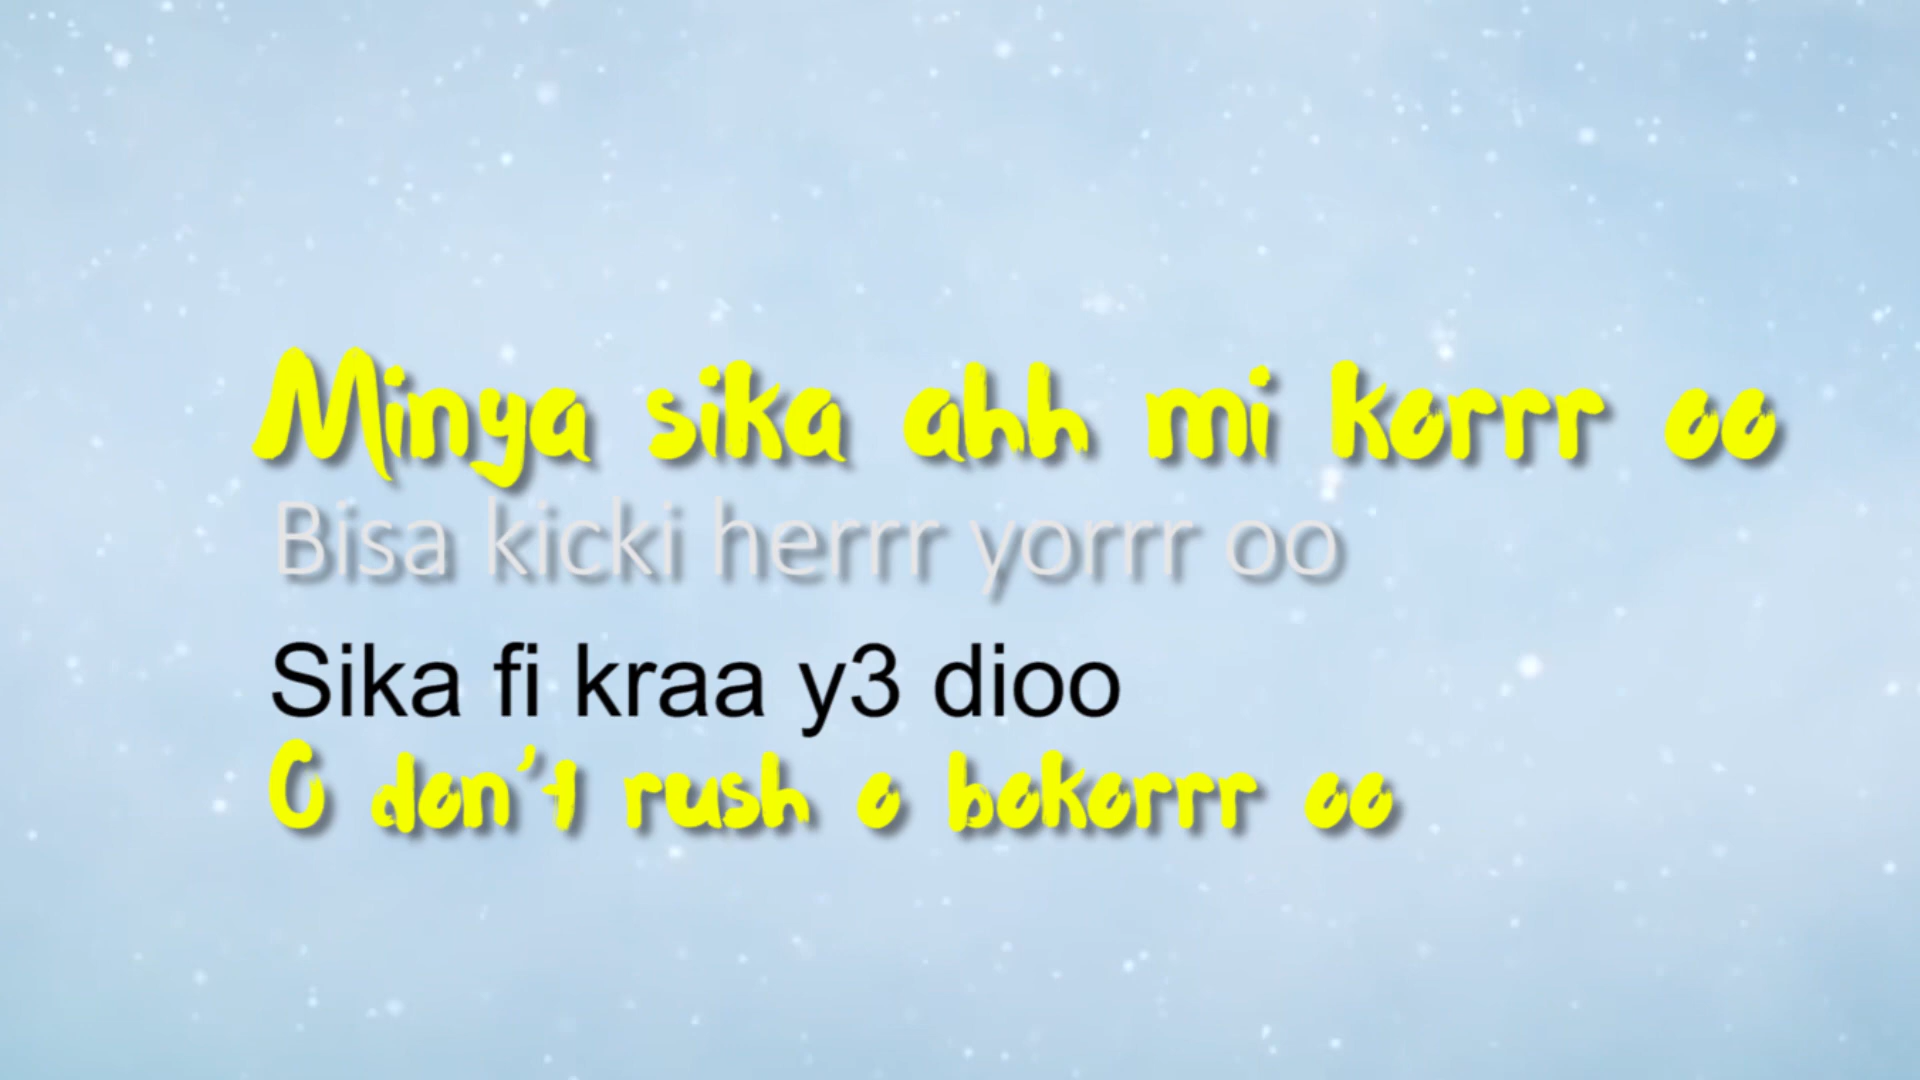 Minya sika ahh mi korrr oo
Bisa kicki herrr yorrr oo
Sika fi kraa y3 dioo
O don't rush o bokorrr oo